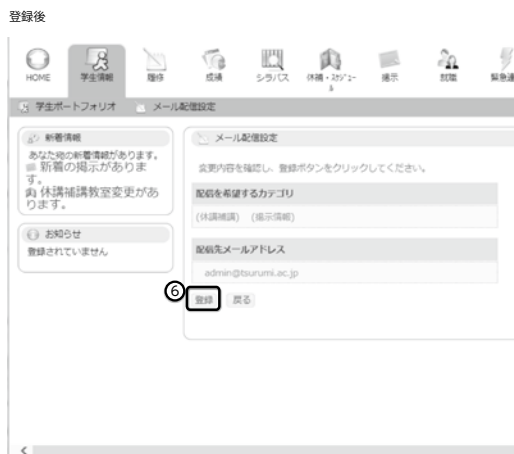 登録後
HOME 学生情報 履修 成績 シラバス 休補・スケジュール 掲示 就職 緊急連
学生ポートフォリオ メール配信設定
新着情報
あなた宛の新着情報があります。
新着の掲示がありま
す。
休講補講教室変更があ
ります。
お知らせ
登録されていません
メール配信設定
変更内容を確認し、登録ボタンをクリックしてください。
配信を希望するカテゴリ
(休講補講) (掲示情報)
配信先メールアドレス
admin@tsurumi.ac.jp
⑥ 登録 戻る